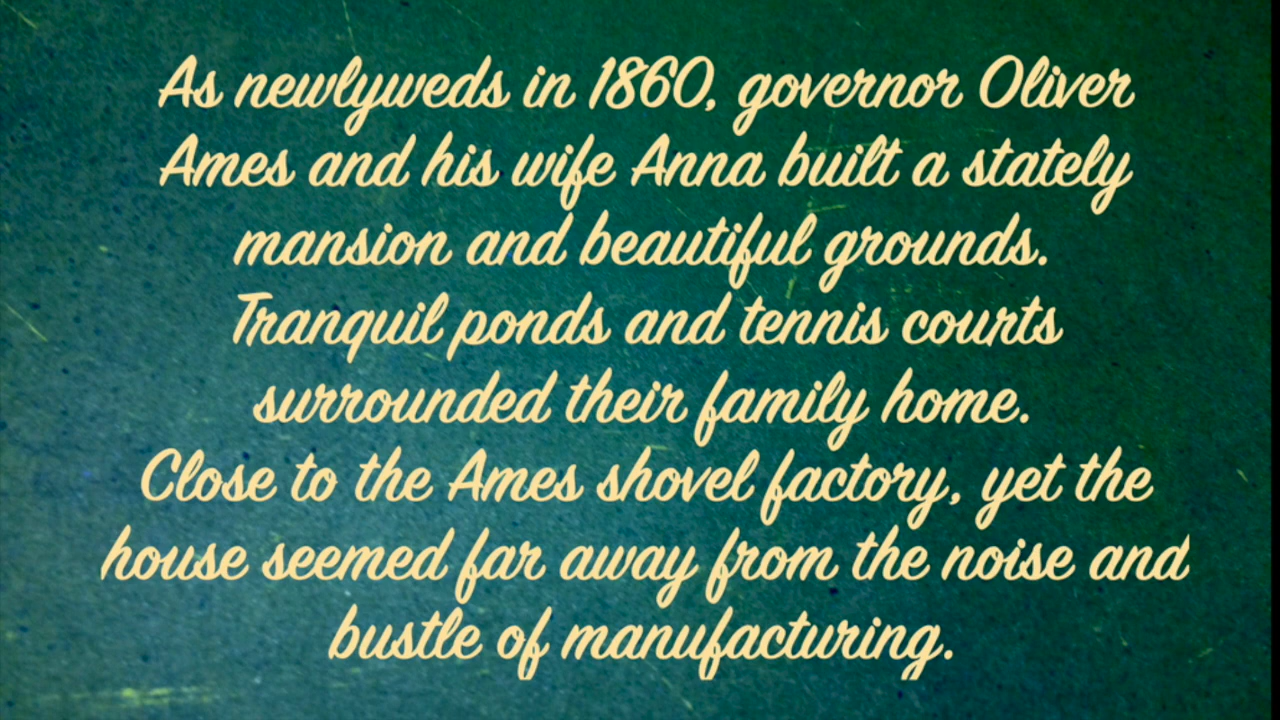 As newlyweds in 1860, governor Oliver
Ames and his wife Anna built a stately
mansion and beautiful grounds.
Tranquil ponds and tennis courts
surrounded their family home.
Close to the Ames shovel factory, yet the
house seemed far away from the noise and
bustle of manufacturing.